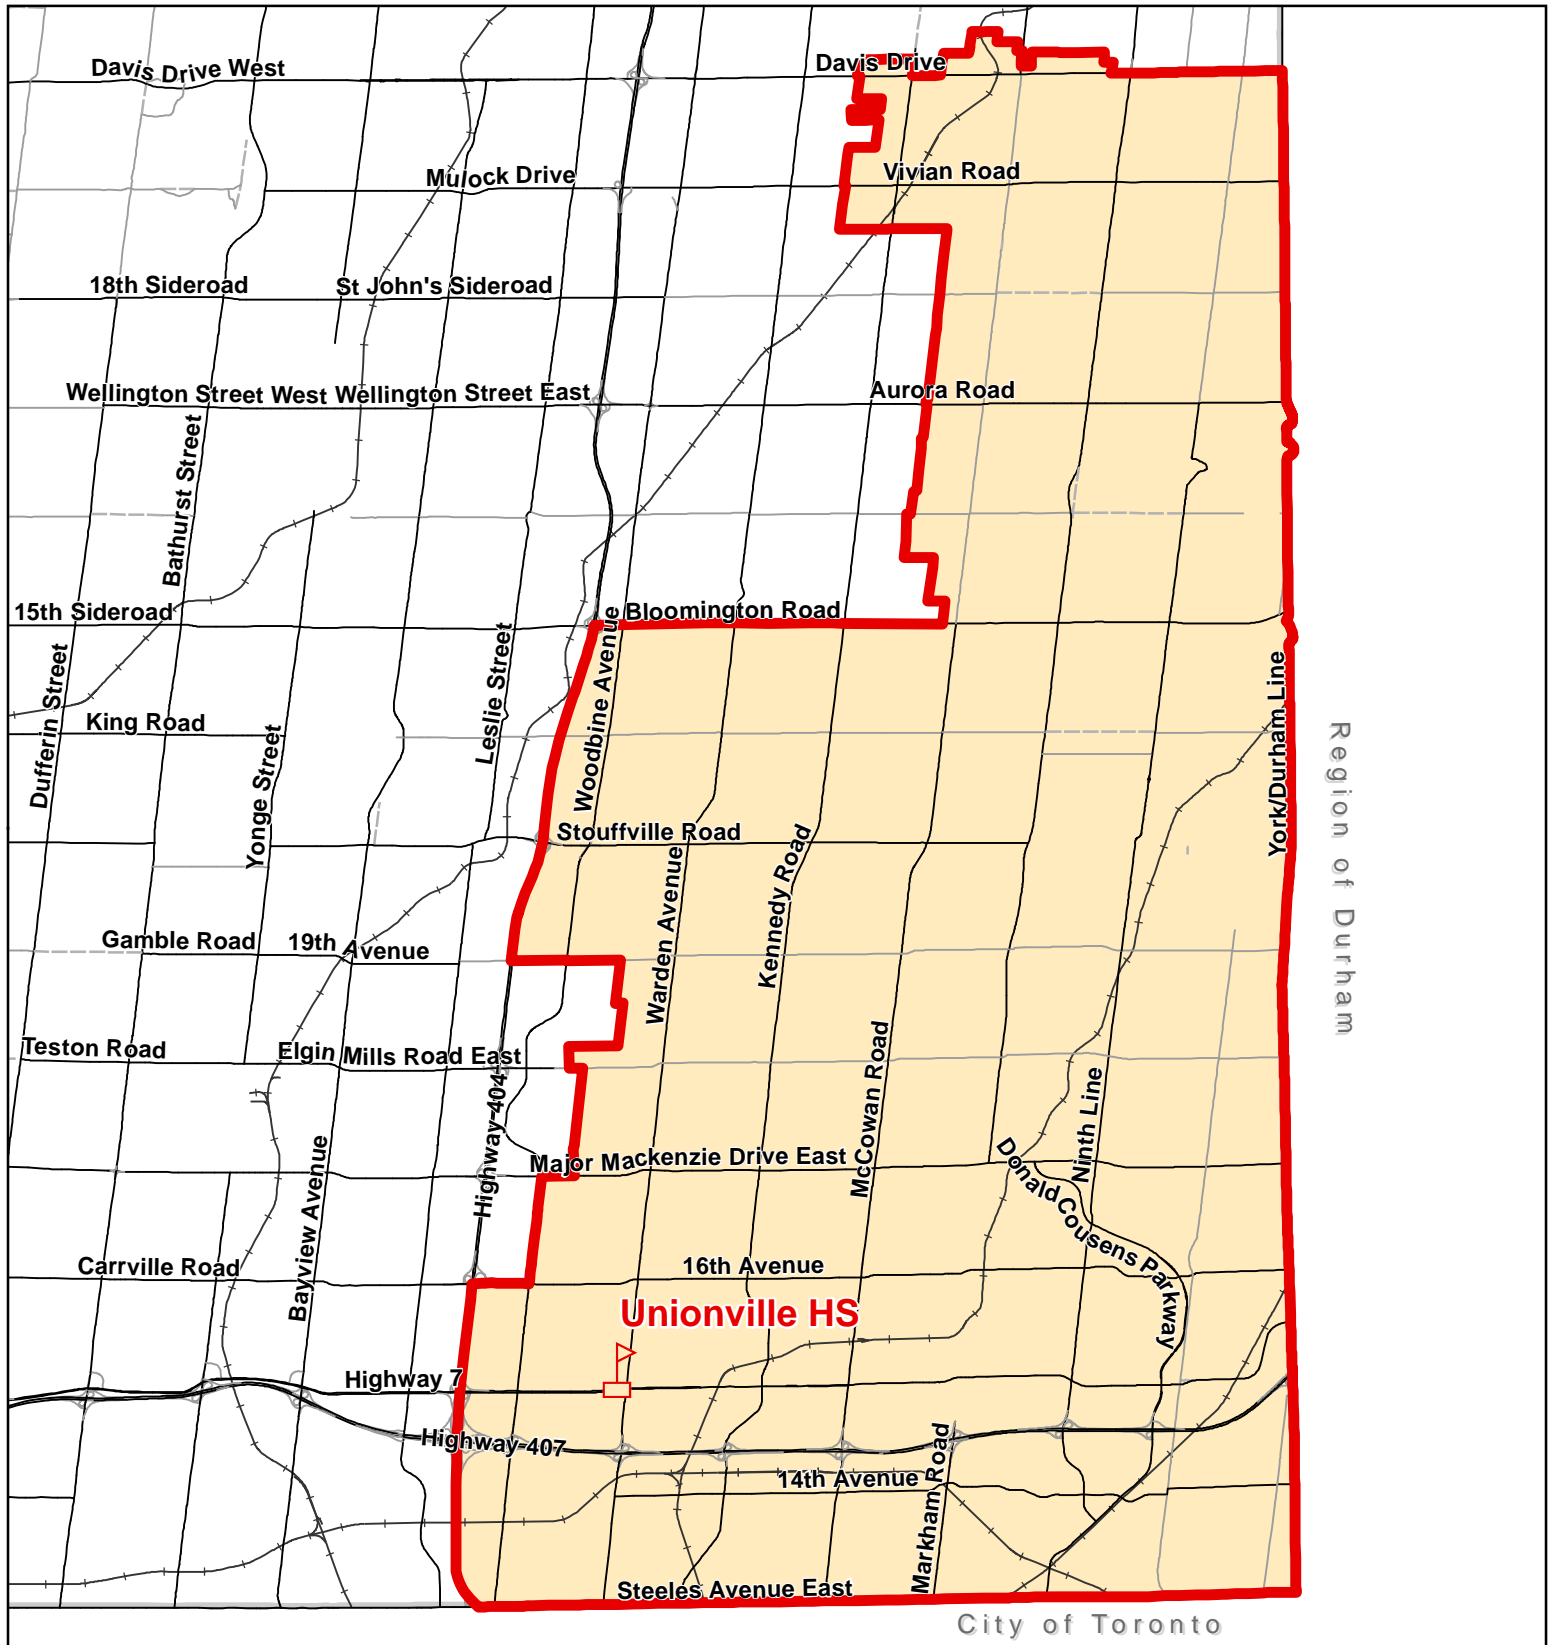 Davis Drive West
Davis Drive
Mulock Drive
Vivian Road
18th Sideroad
St John's Sideroad
Wellington Street West
Wellington Street East
Aurora Road
Bathurst Street
15th Sideroad
Bloomington Road
Dufferin Street
King Road
Yonge Street
Leslie Street
Woodbine Avenue
York/Durham Line
Region of Durham
Stouffville Road
Warden Avenue
Kennedy Road
Gamble Road
19th Avenue
Teston Road
Elgin Mills Road East
Highway 404
McCowan Road
Ninth Line
Major Mackenzie Drive East
Donald Cousens Parkway
Bayview Avenue
Carrville Road
16th Avenue
Unionville HS
Highway 7
Highway 407
14th Avenue
Markham Road
Steeles Avenue East
City of Toronto